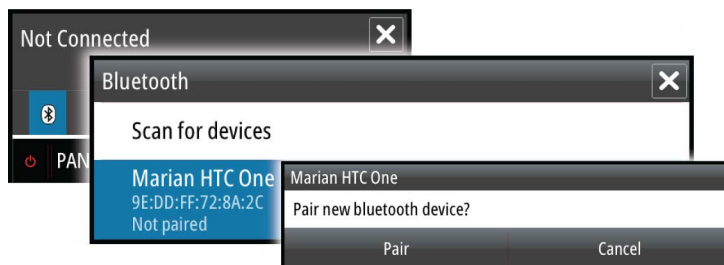 Not Connected
PAN
Bluetooth
Scan for devices
Marian HTC One
9E:DD:FF:72:8A:2C
Not paired
Marian HTC One
Pair new bluetooth device?
Pair Cancel